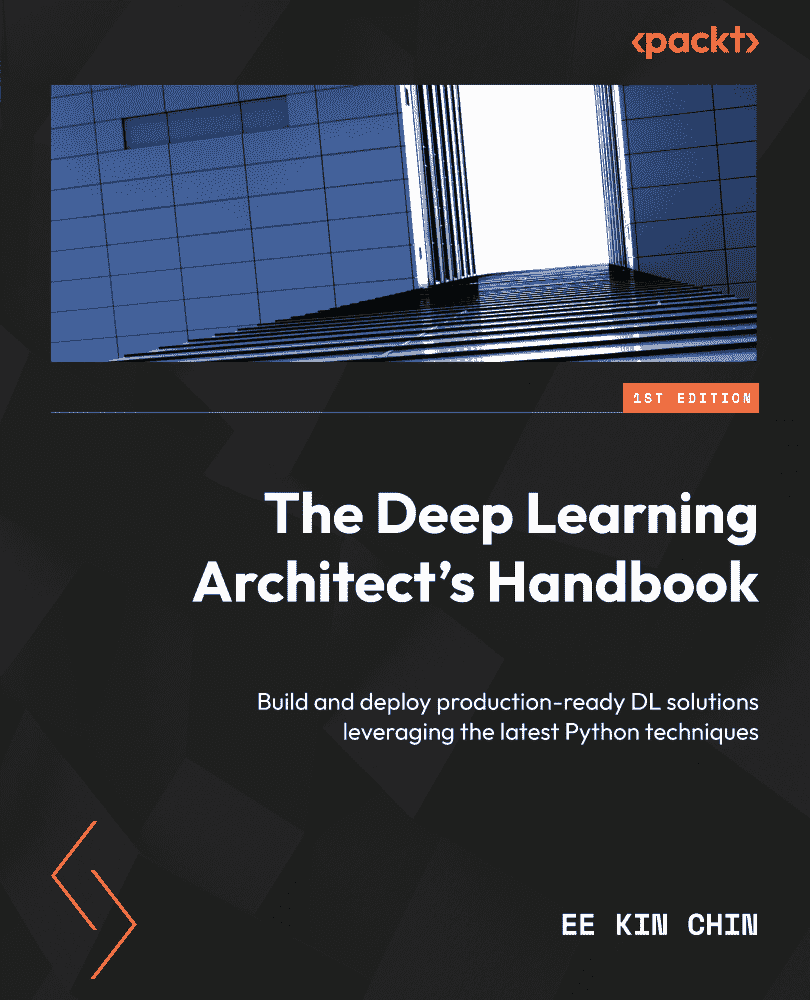 <packt>
1ST EDITION
The Deep Learning
Architect’s Handbook
Build and deploy production-ready DL solutions
leveraging the latest Python techniques
EE KIN CHIN